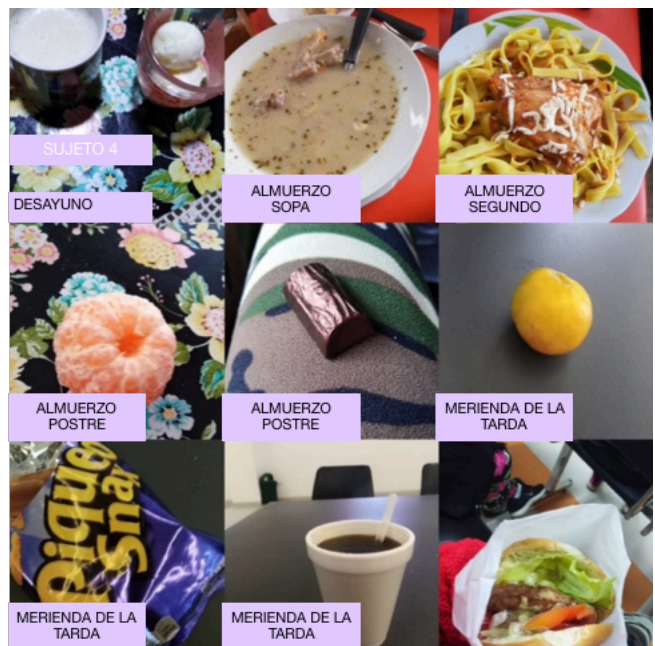 SUJETO 4
DESAYUNO
ALMUERZO
SOPA
ALMUERZO
SEGUNDO
ALMUERZO
POSTRE
ALMUERZO
POSTRE
MERIENDA DE LA
TARDA
Pique
Snap
MERIENDA DE LA
TARDA
MERIENDA DE LA
TARDA